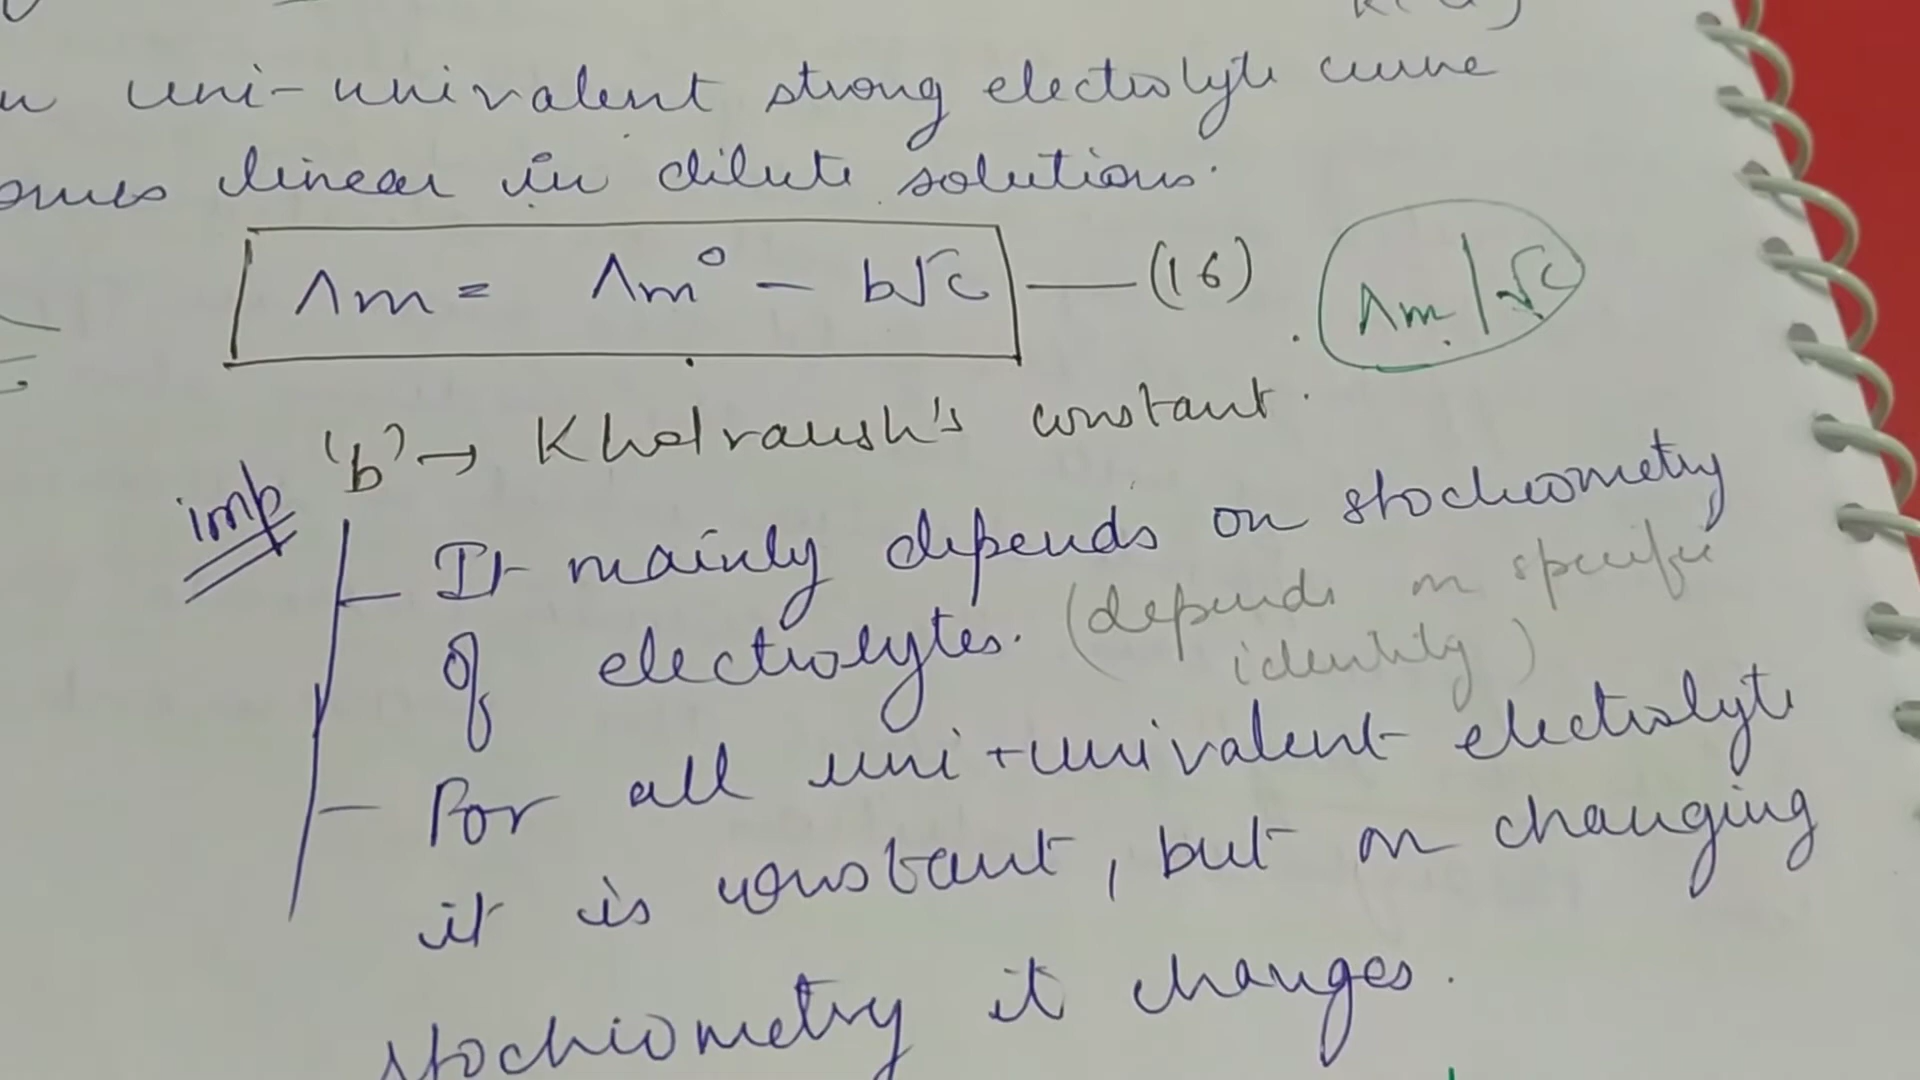 uni-univalent strong electrolyte curve
linear in dilute solutions.
Λm = Λm° - b√c — (16)
Λm | √c
'b' → Kholraush's constant.
imp
- It mainly depends on stochiometry
of electrolytes. (depends on specific
identity)
- For all uni-univalent electrolyte
it is constant, but on changing
stochiometry it changes.